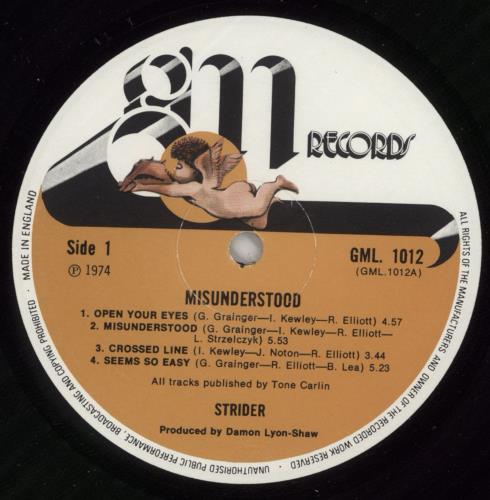 gm
RECORDS
Side 1
GML. 1012
℗ 1974
(GML.1012A)
MISUNDERSTOOD
1. OPEN YOUR EYES (G. Grainger—I. Kewley—R. Elliott) 4.57
2. MISUNDERSTOOD (G. Grainger—I. Kewley—R. Elliott—
L. Strzelczyk) 5.53
3. CROSSED LINE (I. Kewley—J. Noton—R. Elliott) 3.44
4. SEEMS SO EASY (G. Grainger—R. Elliott—B. Lea) 5.23
All tracks published by Tone Carlin
STRIDER
Produced by Damon Lyon-Shaw
ALL RIGHTS OF THE MANUFACTURERS AND OWNER OF THE RECORDED WORK RESERVED · UNAUTHORISED PUBLIC PERFORMANCE, BROADCASTING AND COPYING PROHIBITED · MADE IN ENGLAND